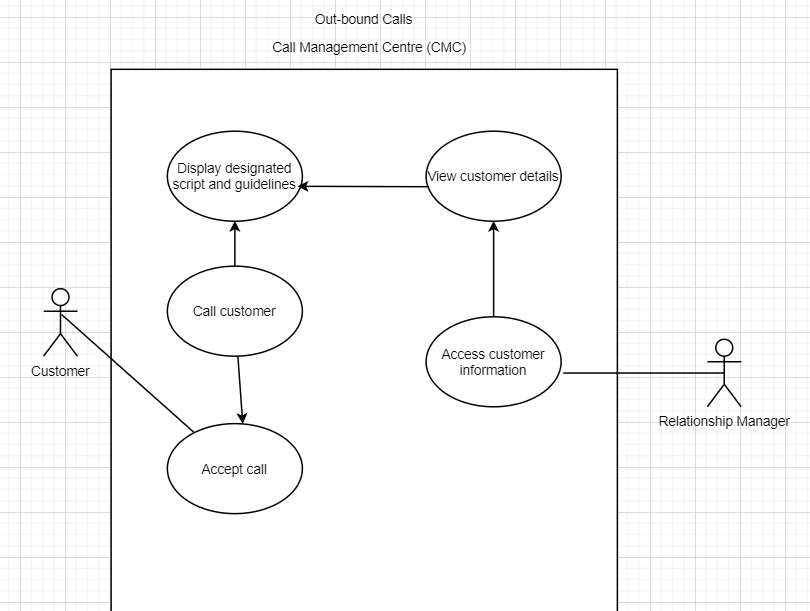 Out-bound Calls
Call Management Centre (CMC)
Display designated
script and guidelines
View customer details
Call customer
Customer
Access customer
information
Relationship Manager
Accept call